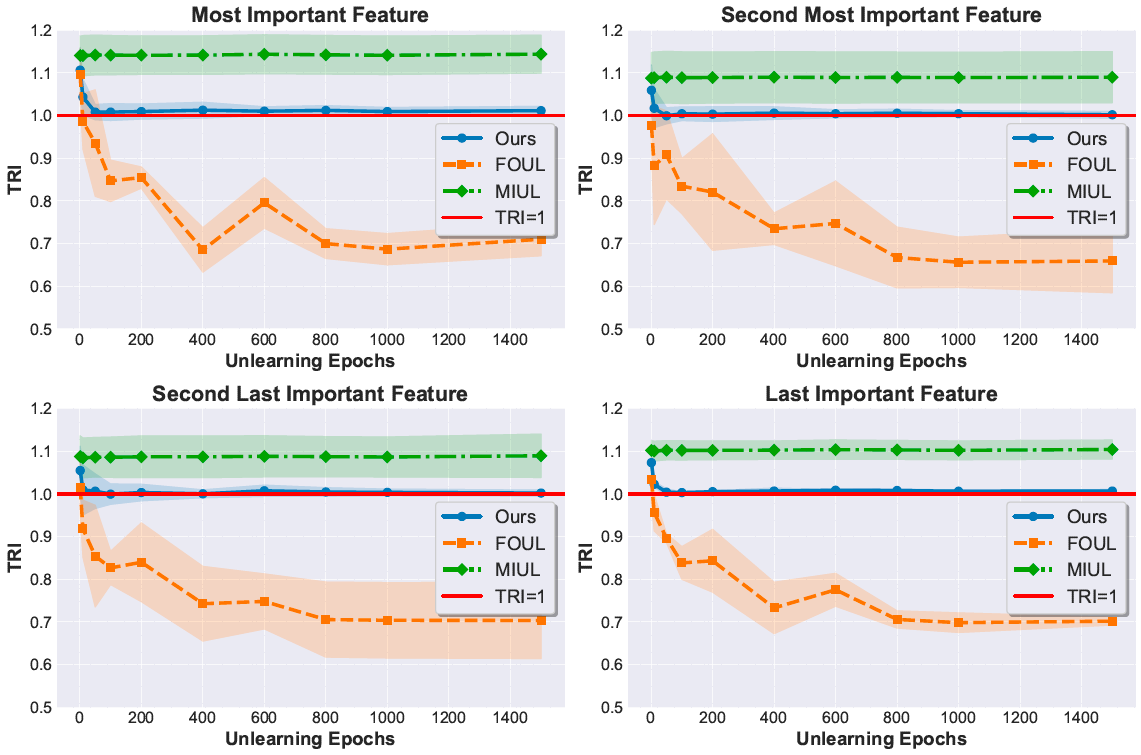 Most Important Feature
TRI
1.2
1.1
1.0
0.9
0.8
0.7
0.6
0.5
Ours
FOUL
MIUL
TRI=1
0 200 400 600 800 1000 1200 1400
Unlearning Epochs
Second Most Important Feature
TRI
1.2
1.1
1.0
0.9
0.8
0.7
0.6
0.5
Ours
FOUL
MIUL
TRI=1
0 200 400 600 800 1000 1200 1400
Unlearning Epochs
Second Last Important Feature
TRI
1.2
1.1
1.0
0.9
0.8
0.7
0.6
0.5
Ours
FOUL
MIUL
TRI=1
0 200 400 600 800 1000 1200 1400
Unlearning Epochs
Last Important Feature
TRI
1.2
1.1
1.0
0.9
0.8
0.7
0.6
0.5
Ours
FOUL
MIUL
TRI=1
0 200 400 600 800 1000 1200 1400
Unlearning Epochs